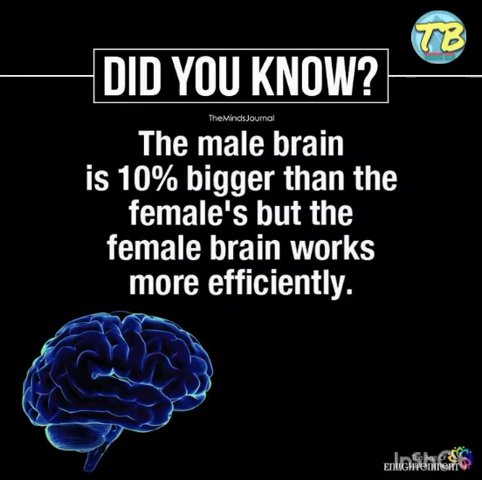 TB
DID YOU KNOW?
TheMindsJournal
The male brain
is 10% bigger than the
female's but the
female brain works
more efficiently.